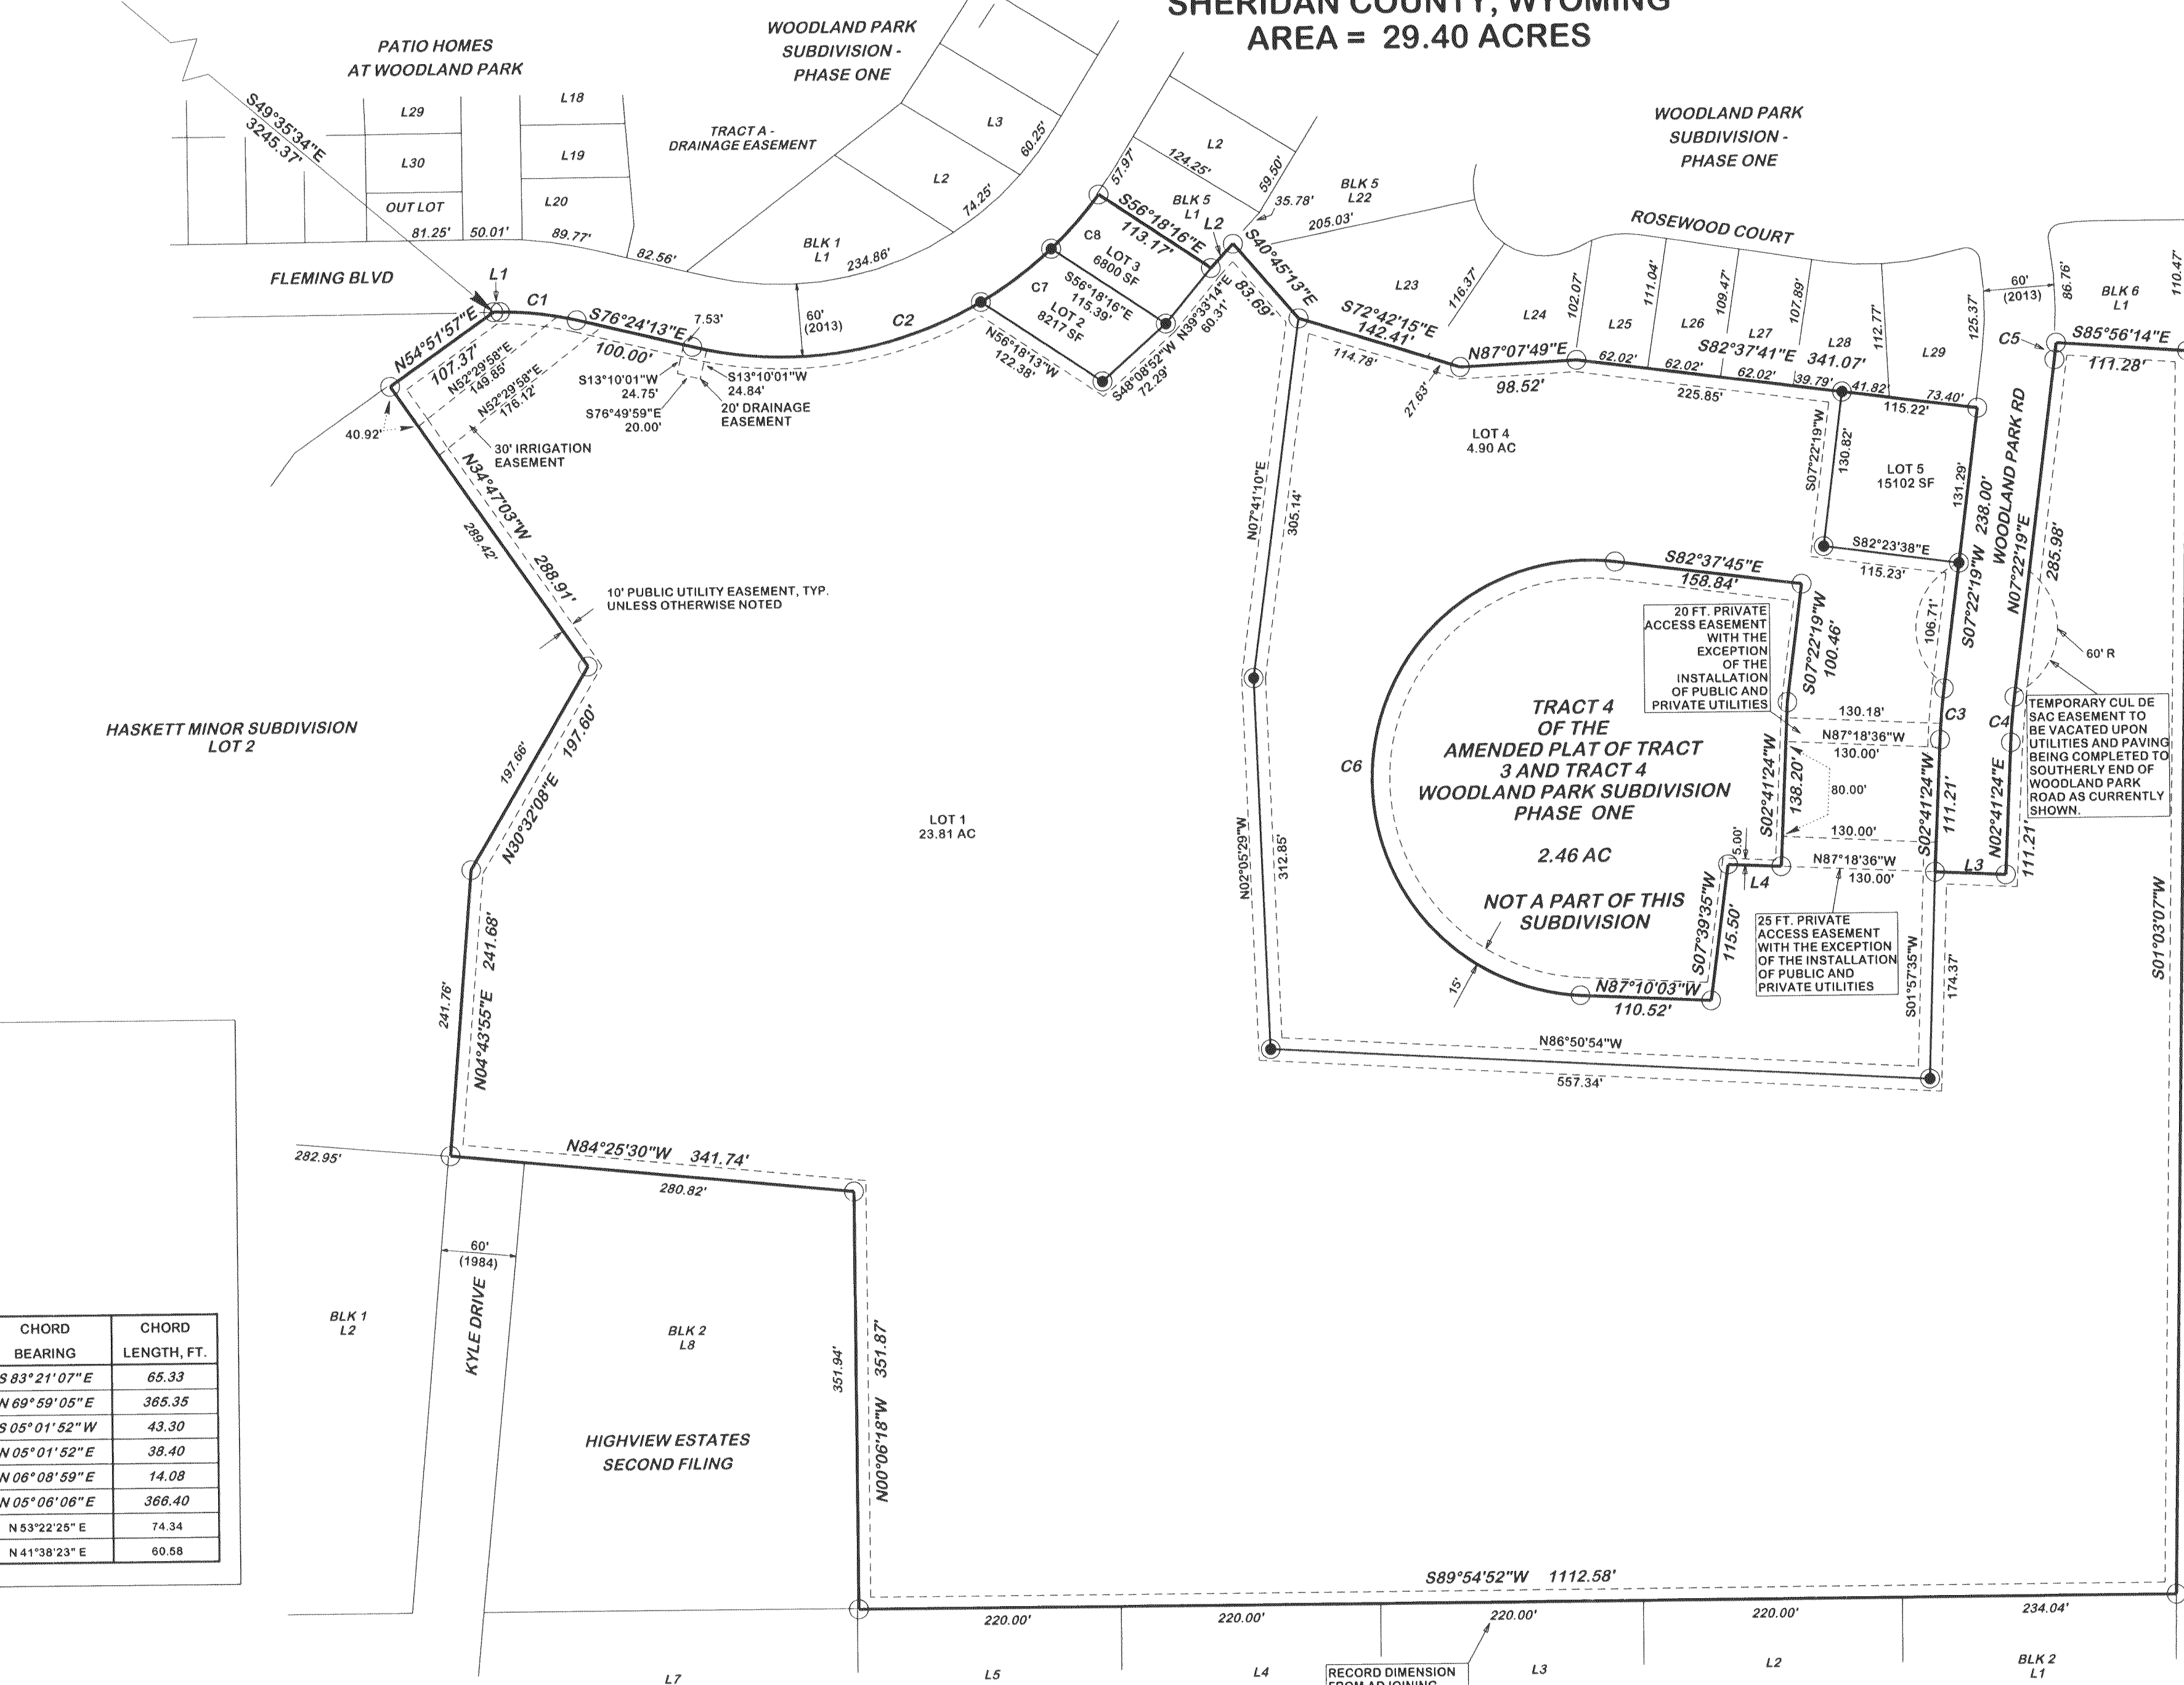 SHERIDAN COUNTY, WYOMING
AREA = 29.40 ACRES
PATIO HOMES
AT WOODLAND PARK
WOODLAND PARK
SUBDIVISION -
PHASE ONE
WOODLAND PARK
SUBDIVISION -
PHASE ONE
S49°35'34"E
3245.37'
L29
L30
OUT LOT
81.25'
50.01'
L18
L19
L20
89.77'
82.56'
TRACT A -
DRAINAGE EASEMENT
BLK 1
L1
234.86'
L2
74.25'
L3
60.25'
57.97'
L2
124.25'
59.50'
BLK 5
L1
L2
35.78'
BLK 5
L22
205.03'
ROSEWOOD COURT
FLEMING BLVD
L1
C1
S76°24'13"E
100.00'
7.53'
60'
(2013)
C2
N54°51'57"E
107.37'
N52°29'58"E
149.85'
N52°29'58"E
176.12'
40.92'
30' IRRIGATION
EASEMENT
S13°10'01"W
24.75'
S76°49'59"E
20.00'
S13°10'01"W
24.84'
20' DRAINAGE
EASEMENT
C8
LOT 3
6800 SF
S56°18'16"E
113.17'
S56°18'16"E
115.39'
C7
LOT 2
8217 SF
N56°18'13"W
122.38'
S48°08'52"W
72.29'
N39°33'14"E
60.31'
S40°45'13"E
83.69'
S72°42'15"E
142.41'
114.78'
27.63'
L23
116.37'
L24
102.07'
N87°07'49"E
98.52'
L25
111.04'
L26
109.47'
L27
107.89'
L28
112.77'
L29
125.37'
62.02'
62.02'
62.02'
S82°37'41"E 341.07'
39.79'
41.82'
73.40'
225.85'
115.22'
60'
(2013)
86.76'
110.47'
BLK 6
L1
C5
S85°56'14"E
111.28'
WOODLAND PARK RD
N07°22'19"E
285.98'
LOT 4
4.90 AC
S07°22'19"W
130.82'
LOT 5
15102 SF
131.29'
S07°22'19"W 238.00'
S82°23'38"E
115.23'
106.71'
60' R
N07°41'10"E
305.14'
N34°47'03"W 288.91'
289.42'
10' PUBLIC UTILITY EASEMENT, TYP.
UNLESS OTHERWISE NOTED
S82°37'45"E
158.84'
20 FT. PRIVATE
ACCESS EASEMENT
WITH THE
EXCEPTION
OF THE
INSTALLATION
OF PUBLIC AND
PRIVATE UTILITIES
S07°22'19"W
100.46'
TEMPORARY CUL DE
SAC EASEMENT TO
BE VACATED UPON
UTILITIES AND PAVING
BEING COMPLETED TO
SOUTHERLY END OF
WOODLAND PARK
ROAD AS CURRENTLY
SHOWN.
HASKETT MINOR SUBDIVISION
LOT 2
197.66'
N30°32'08"E 197.60'
TRACT 4
OF THE
AMENDED PLAT OF TRACT
3 AND TRACT 4
WOODLAND PARK SUBDIVISION
PHASE ONE
2.46 AC
NOT A PART OF THIS
SUBDIVISION
C6
130.18'
N87°18'36"W
130.00'
C3
C4
S02°41'24"W
138.20'
80.00'
130.00'
N87°18'36"W
130.00'
S02°41'24"W
111.21'
N02°41'24"E
111.21'
L3
5.00'
L4
LOT 1
23.81 AC
N02°05'29"W
312.85'
S07°39'35"W
115.50'
25 FT. PRIVATE
ACCESS EASEMENT
WITH THE EXCEPTION
OF THE INSTALLATION
OF PUBLIC AND
PRIVATE UTILITIES
S01°57'35"W
174.37'
S01°03'07"W
15'
N87°10'03"W
110.52'
N86°50'54"W
557.34'
241.76'
N04°43'55"E 241.68'
282.95'
N84°25'30"W 341.74'
280.82'
60'
(1984)
KYLE DRIVE
BLK 1
L2
BLK 2
L8
351.94'
N00°06'18"W 351.87'
HIGHVIEW ESTATES
SECOND FILING
CHORD CHORD
BEARING LENGTH, FT.
S 83°21'07"E 65.33
N 69°59'05"E 365.35
S 05°01'52"W 43.30
N 05°01'52"E 38.40
N 06°08'59"E 14.08
N 05°06'06"E 366.40
N 53°22'25" E 74.34
N 41°38'23" E 60.58
S89°54'52"W 1112.58'
220.00'
220.00'
220.00'
220.00'
234.04'
L7
L5
L4
L3
L2
BLK 2
L1
RECORD DIMENSION
FROM ADJOINING